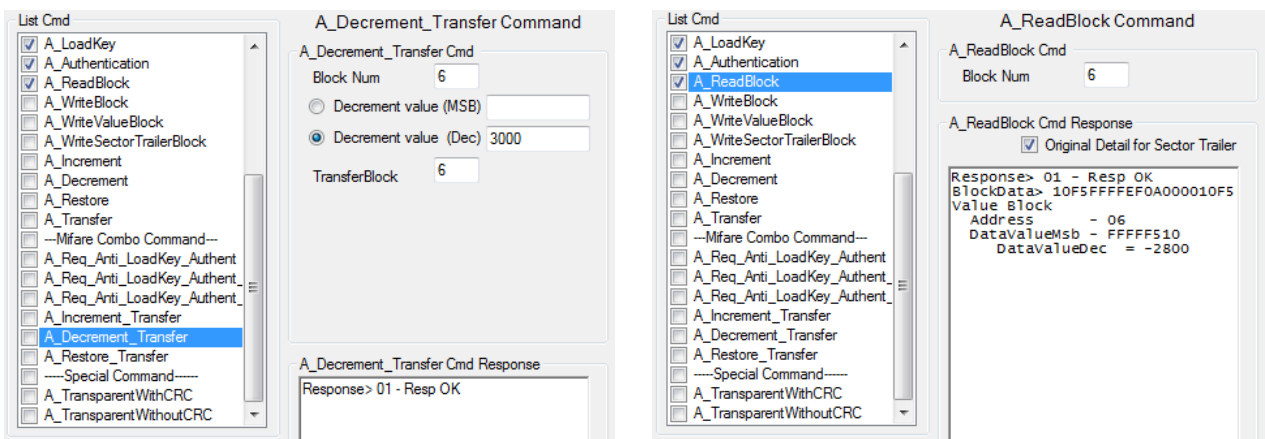 List Cmd
A_LoadKey
A_Authentication
A_ReadBlock
A_WriteBlock
A_WriteValueBlock
A_WriteSectorTrailerBlock
A_Increment
A_Decrement
A_Restore
A_Transfer
---Mifare Combo Command---
A_Req_Anti_LoadKey_Authent
A_Req_Anti_LoadKey_Authent_
A_Req_Anti_LoadKey_Authent_
A_Increment_Transfer
A_Decrement_Transfer
A_Restore_Transfer
-----Special Command------
A_TransparentWithCRC
A_TransparentWithoutCRC
A_Decrement_Transfer Command
A_Decrement_Transfer Cmd
Block Num 6
Decrement value (MSB)
Decrement value (Dec) 3000
TransferBlock 6
A_Decrement_Transfer Cmd Response
Response> 01 - Resp OK
List Cmd
A_LoadKey
A_Authentication
A_ReadBlock
A_WriteBlock
A_WriteValueBlock
A_WriteSectorTrailerBlock
A_Increment
A_Decrement
A_Restore
A_Transfer
---Mifare Combo Command---
A_Req_Anti_LoadKey_Authent
A_Req_Anti_LoadKey_Authent_
A_Req_Anti_LoadKey_Authent_
A_Increment_Transfer
A_Decrement_Transfer
A_Restore_Transfer
-----Special Command------
A_TransparentWithCRC
A_TransparentWithoutCRC
A_ReadBlock Command
A_ReadBlock Cmd
Block Num 6
A_ReadBlock Cmd Response
Original Detail for Sector Trailer
Response> 01 - Resp OK
BlockData> 10F5FFFFEF0A000010F5
Value Block
Address - 06
DataValueMsb - FFFFF510
DataValueDec = -2800